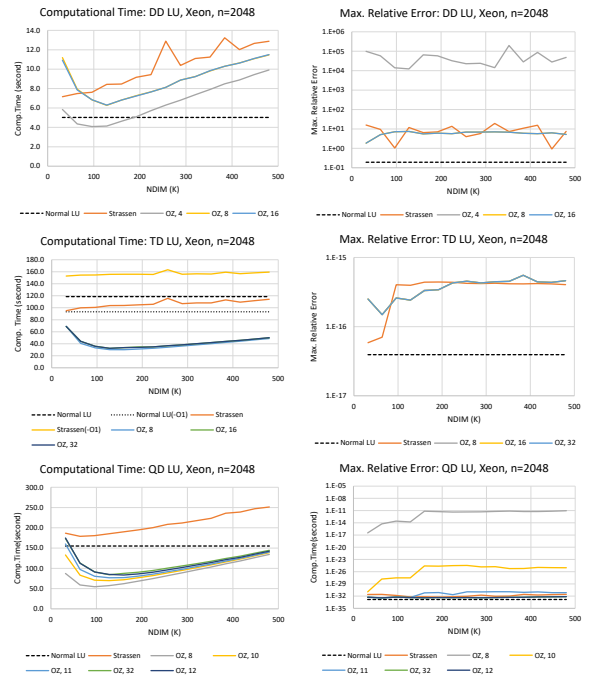 Computational Time: DD LU, Xeon, n=2048
Comp.Time (second)
14.0
12.0
10.0
8.0
6.0
4.0
2.0
0.0
0 100 200 300 400 500
NDIM (K)
Normal LU Strassen OZ, 4 OZ, 8 OZ, 16
Max. Relative Error: DD LU, Xeon, n=2048
Max. Relative Error
1.E+06
1.E+05
1.E+04
1.E+03
1.E+02
1.E+01
1.E+00
1.E-01
0 100 200 300 400 500
NDIM (K)
Normal LU Strassen OZ, 4 OZ, 8 OZ, 16
Computational Time: TD LU, Xeon, n=2048
Comp. Time (second)
180.0
160.0
140.0
120.0
100.0
80.0
60.0
40.0
20.0
0.0
0 100 200 300 400 500
NDIM (K)
Normal LU Normal LU(-O1) Strassen
Strassen(-O1) OZ, 8 OZ, 16
OZ, 32
Max. Relative Error: TD LU, Xeon, n=2048
Max. Relative Error
1.E-15
1.E-16
1.E-17
0 100 200 300 400 500
NDIM (K)
Normal LU Strassen OZ, 8 OZ, 16 OZ, 32
Computational Time: QD LU, Xeon, n=2048
Comp.Time(second)
300.0
250.0
200.0
150.0
100.0
50.0
0.0
0 100 200 300 400 500
NDIM (K)
Normal LU Strassen OZ, 8 OZ, 10
OZ, 11 OZ, 32 OZ, 12
Max. Relative Error: QD LU, Xeon, n=2048
Max. Relative Error
1.E-05
1.E-08
1.E-11
1.E-14
1.E-17
1.E-20
1.E-23
1.E-26
1.E-29
1.E-32
1.E-35
0 100 200 300 400 500
NDIM (K)
Normal LU Strassen OZ, 8 OZ, 10
OZ, 11 OZ, 32 OZ, 12